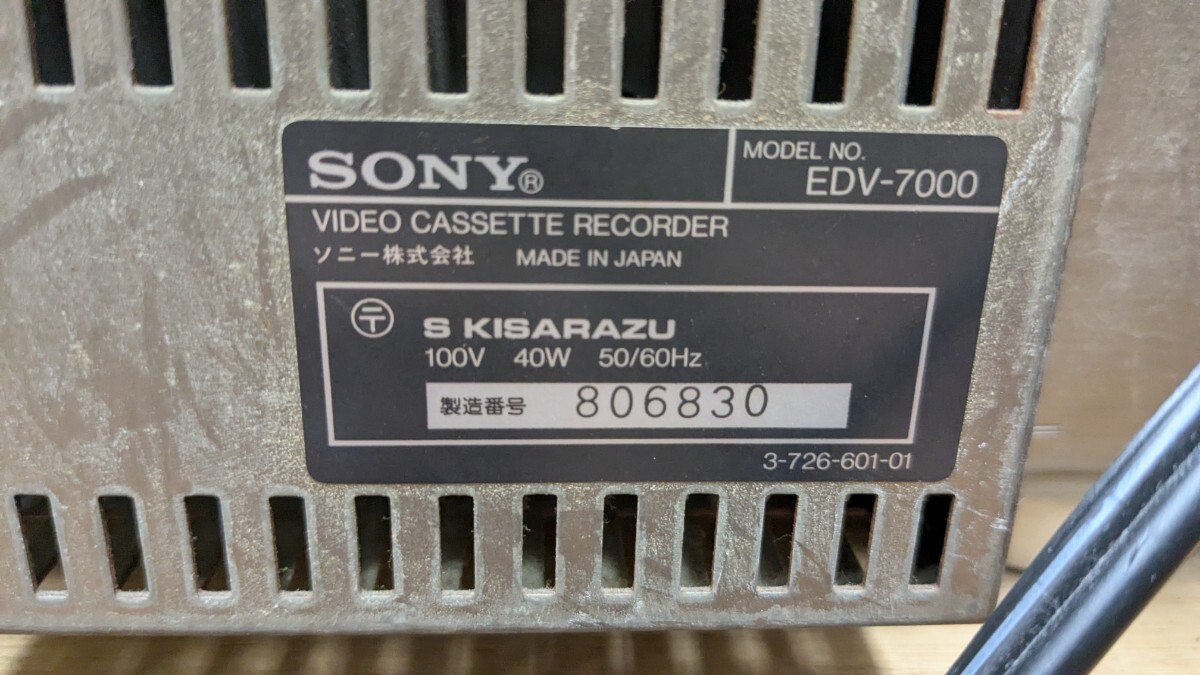 SONY®
MODEL NO.
EDV-7000
VIDEO CASSETTE RECORDER
ソニー株式会社 MADE IN JAPAN
〒 S KISARAZU
100V 40W 50/60Hz
製造番号 806830
3-726-601-01